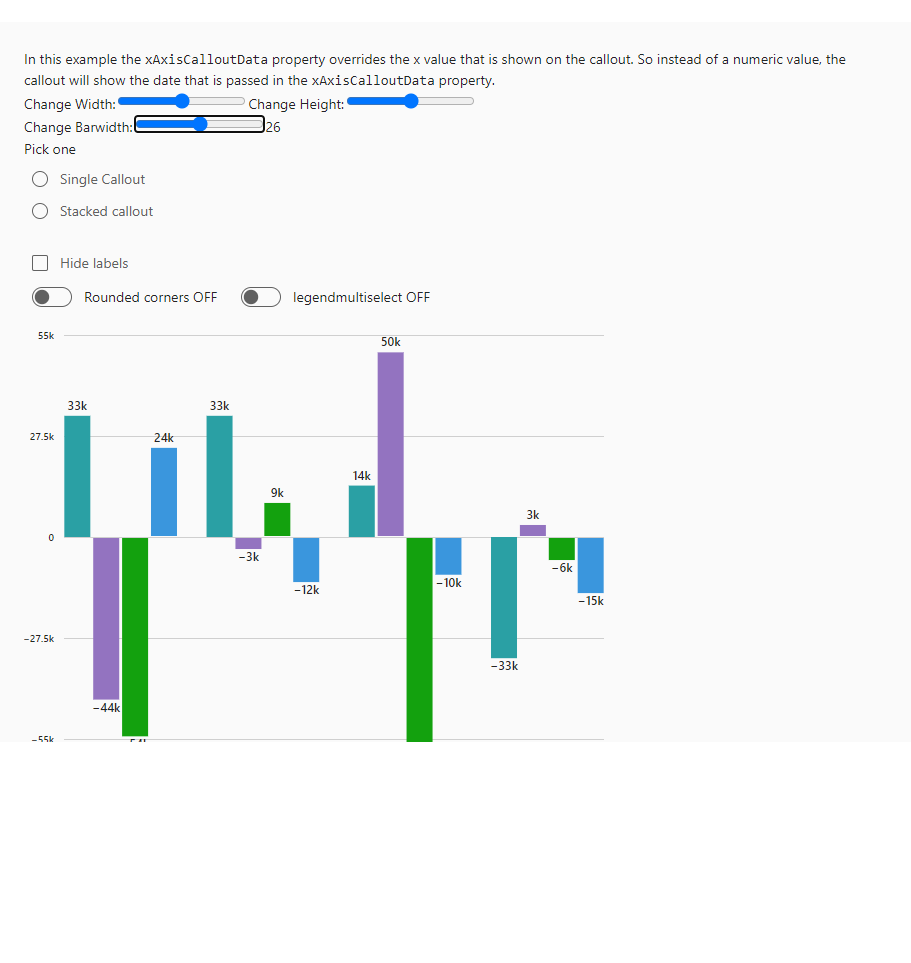 In this example the xAxisCalloutData property overrides the x value that is shown on the callout. So instead of a numeric value, the
callout will show the date that is passed in the xAxisCalloutData property.
Change Width: Change Height:
Change Barwidth: 26
Pick one
Single Callout
Stacked callout
Hide labels
Rounded corners OFF legendmultiselect OFF
55k
50k
33k 33k
27.5k 24k
14k
9k
3k
0
−3k
−6k
−10k
−12k
−15k
−27.5k
−33k
−44k
−55k